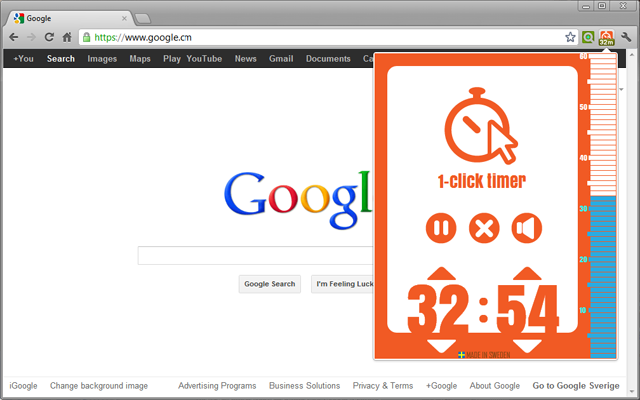 Google
https://www.google.cm
32m
+You Search Images Maps Play YouTube News Gmail Documents Ca
Google
Google Search I'm Feeling Luck
iGoogle Change background image Advertising Programs Business Solutions Privacy & Terms +Google About Google Go to Google Sverige
1-click timer
32:54
MADE IN SWEDEN
60
50
40
30
20
10